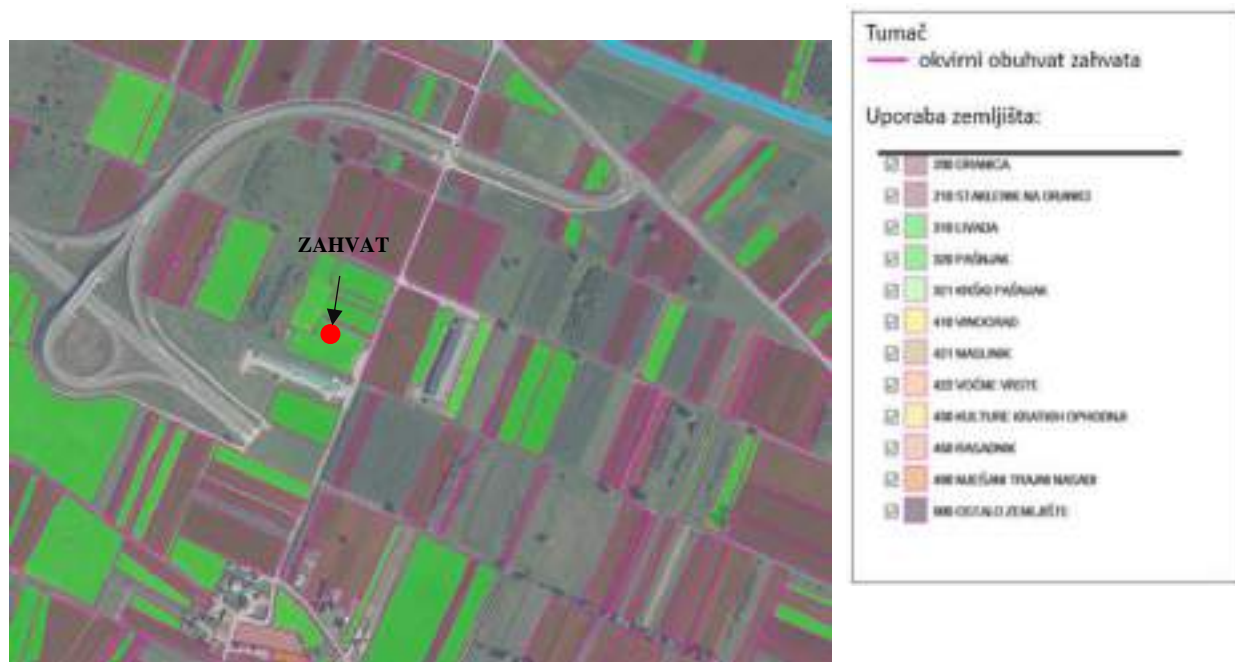 ZAHVAT
Tumač
okvirni obuhvat zahvata
Uporaba zemljišta:
200 ORANICA
210 STAKLENIK NA ORANICI
310 LIVADA
320 PAŠNJAK
321 KRŠKI PAŠNJAK
410 VINOGRAD
421 MASLINIK
422 VOĆNE VRSTE
430 KULTURE KRATKIH OPHODNJI
450 RASADNIK
490 MIJEŠANI TRAJNI NASADI
900 OSTALO ZEMLJIŠTE